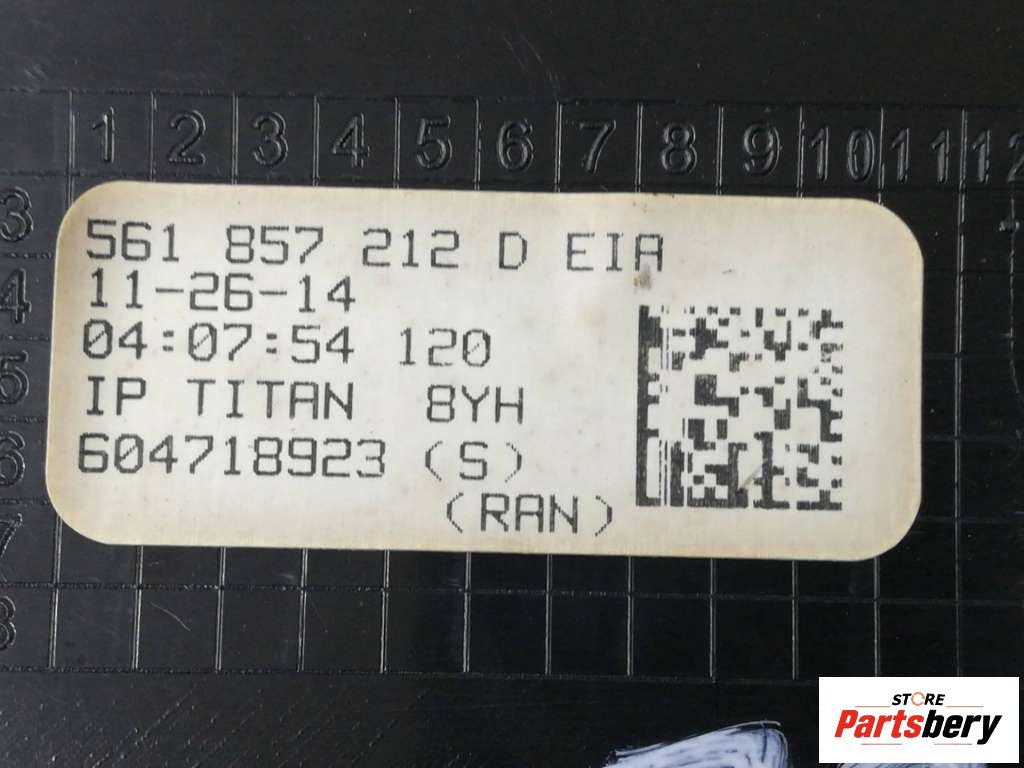 1 2 3 4 5 6 7 8 9 10 11 12
3
4
5
6
7
8
561 857 212 D EIA
11-26-14
04:07:54 120
IP TITAN 8YH
604718923 (S)
(RAN)
STORE
Partsbery